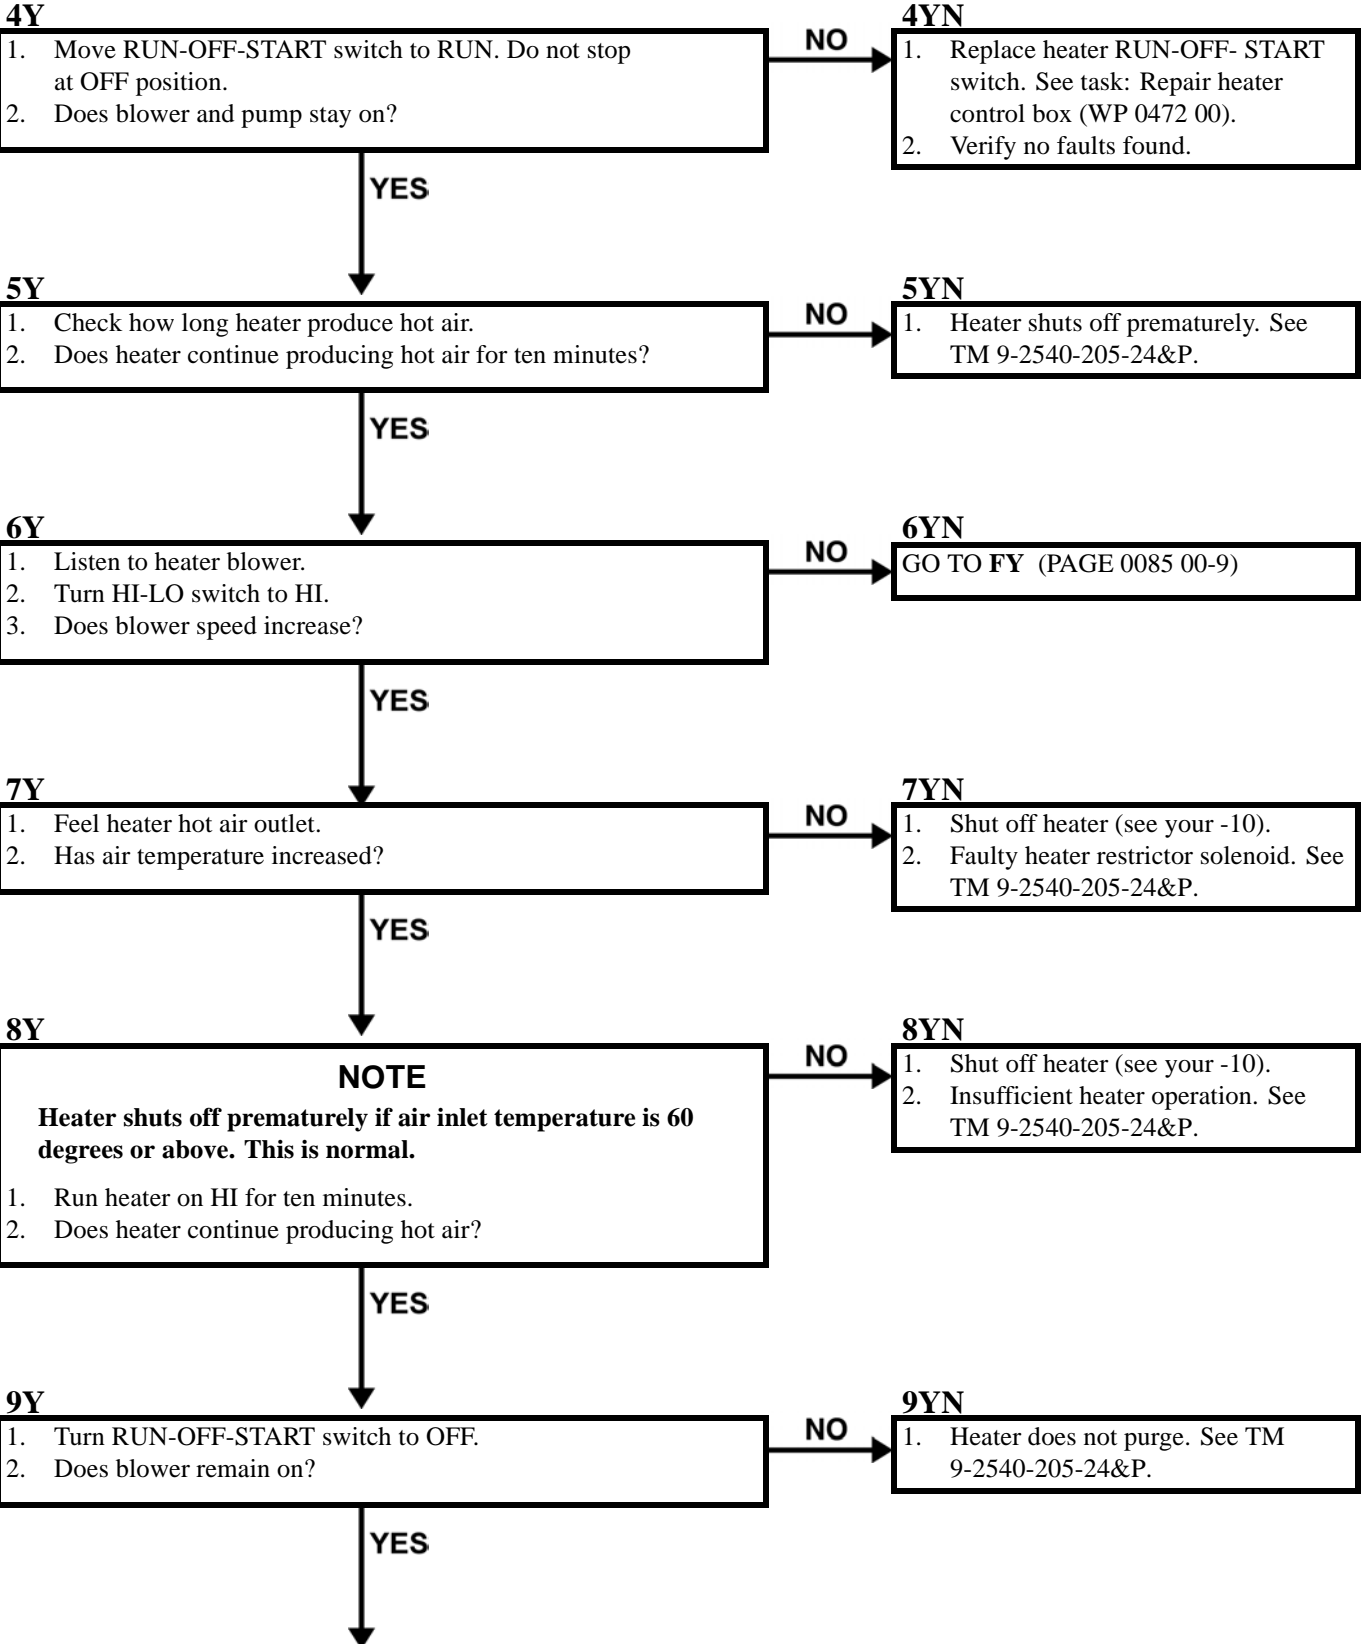 4Y
1. Move RUN-OFF-START switch to RUN. Do not stop
at OFF position.
2. Does blower and pump stay on?
NO
4YN
1. Replace heater RUN-OFF- START
switch. See task: Repair heater
control box (WP 0472 00).
2. Verify no faults found.
YES
5Y
1. Check how long heater produce hot air.
2. Does heater continue producing hot air for ten minutes?
NO
5YN
1. Heater shuts off prematurely. See
TM 9-2540-205-24&P.
YES
6Y
1. Listen to heater blower.
2. Turn HI-LO switch to HI.
3. Does blower speed increase?
NO
6YN
GO TO FY (PAGE 0085 00-9)
YES
7Y
1. Feel heater hot air outlet.
2. Has air temperature increased?
NO
7YN
1. Shut off heater (see your -10).
2. Faulty heater restrictor solenoid. See
TM 9-2540-205-24&P.
YES
8Y
NOTE
Heater shuts off prematurely if air inlet temperature is 60
degrees or above. This is normal.
1. Run heater on HI for ten minutes.
2. Does heater continue producing hot air?
NO
8YN
1. Shut off heater (see your -10).
2. Insufficient heater operation. See
TM 9-2540-205-24&P.
YES
9Y
1. Turn RUN-OFF-START switch to OFF.
2. Does blower remain on?
NO
9YN
1. Heater does not purge. See TM
9-2540-205-24&P.
YES